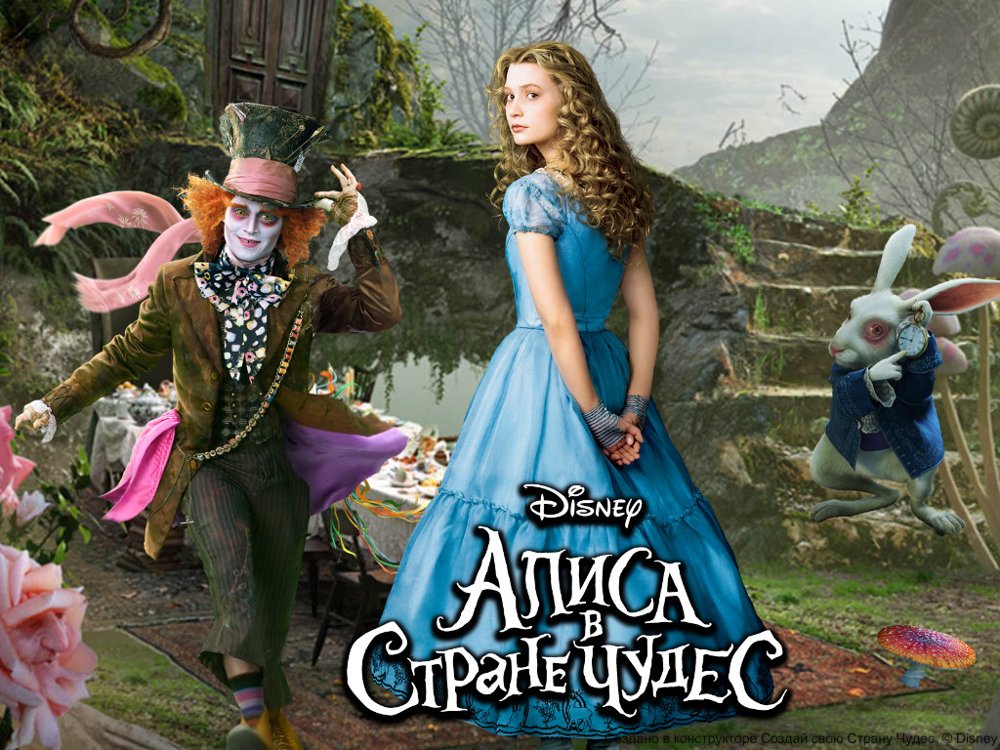 Disney
Алиса
в
Стране Чудес
Создано в конструкторе Создай свою Страну Чудес. © Disney